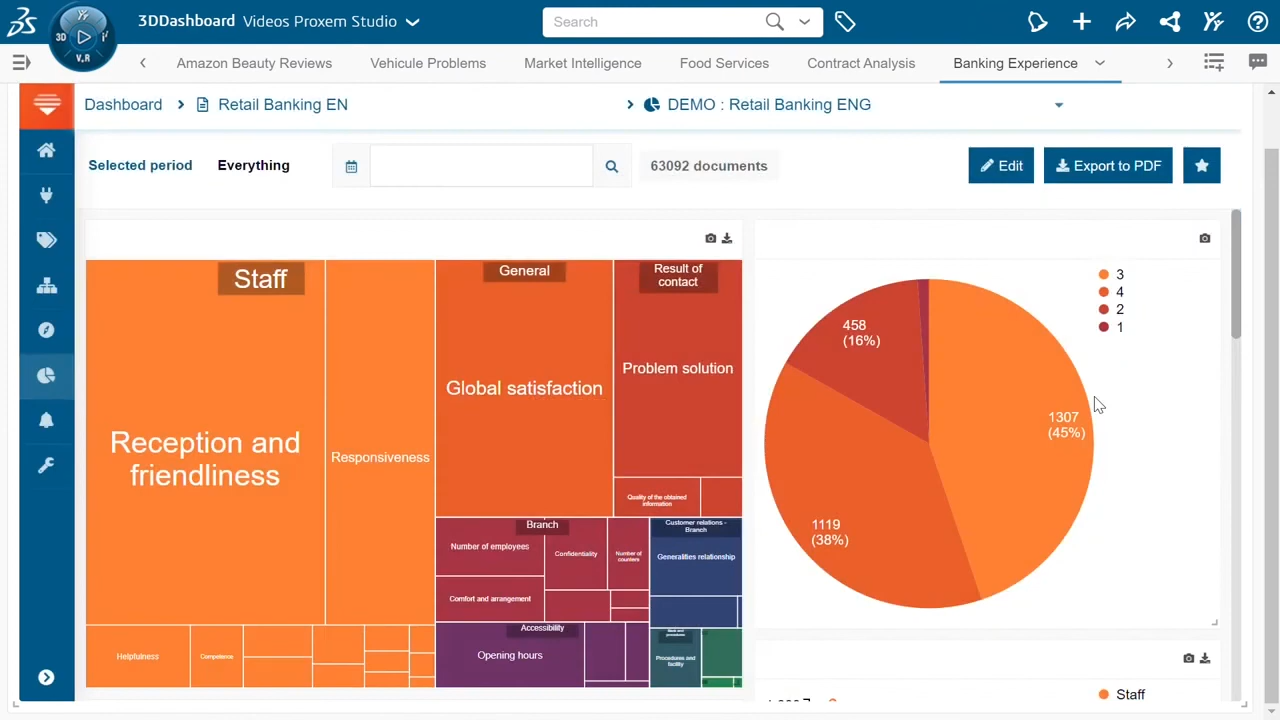 3DDashboard Videos Proxem Studio
Search
3D
V.R
Amazon Beauty Reviews
Vehicule Problems
Market Intelligence
Food Services
Contract Analysis
Banking Experience
Dashboard
Retail Banking EN
DEMO : Retail Banking ENG
Selected period
Everything
63092 documents
Edit
Export to PDF
Staff
Reception and
friendliness
Responsiveness
Helpfulness
Competence
General
Global satisfaction
Result of
contact
Problem solution
Quality of the obtained
information
Branch
Number of employees
Confidentiality
Number of
counters
Comfort and arrangement
Customer relations -
Branch
Generalities relationship
Accessibility
Opening hours
Procedures and
facility
3
4
2
1
458
(16%)
1307
(45%)
1119
(38%)
Staff